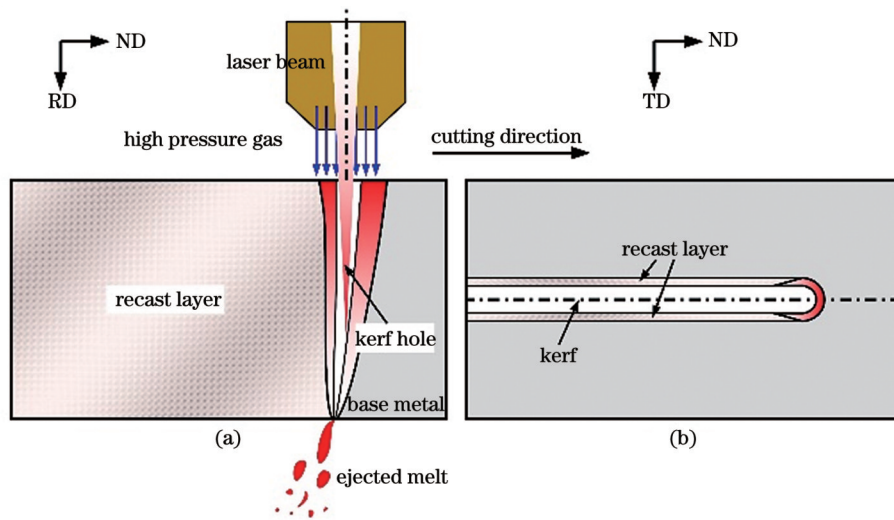 ND
RD
laser beam
high pressure gas
cutting direction
ND
TD
recast layer
kerf hole
base metal
(a)
ejected melt
recast layer
kerf
(b)